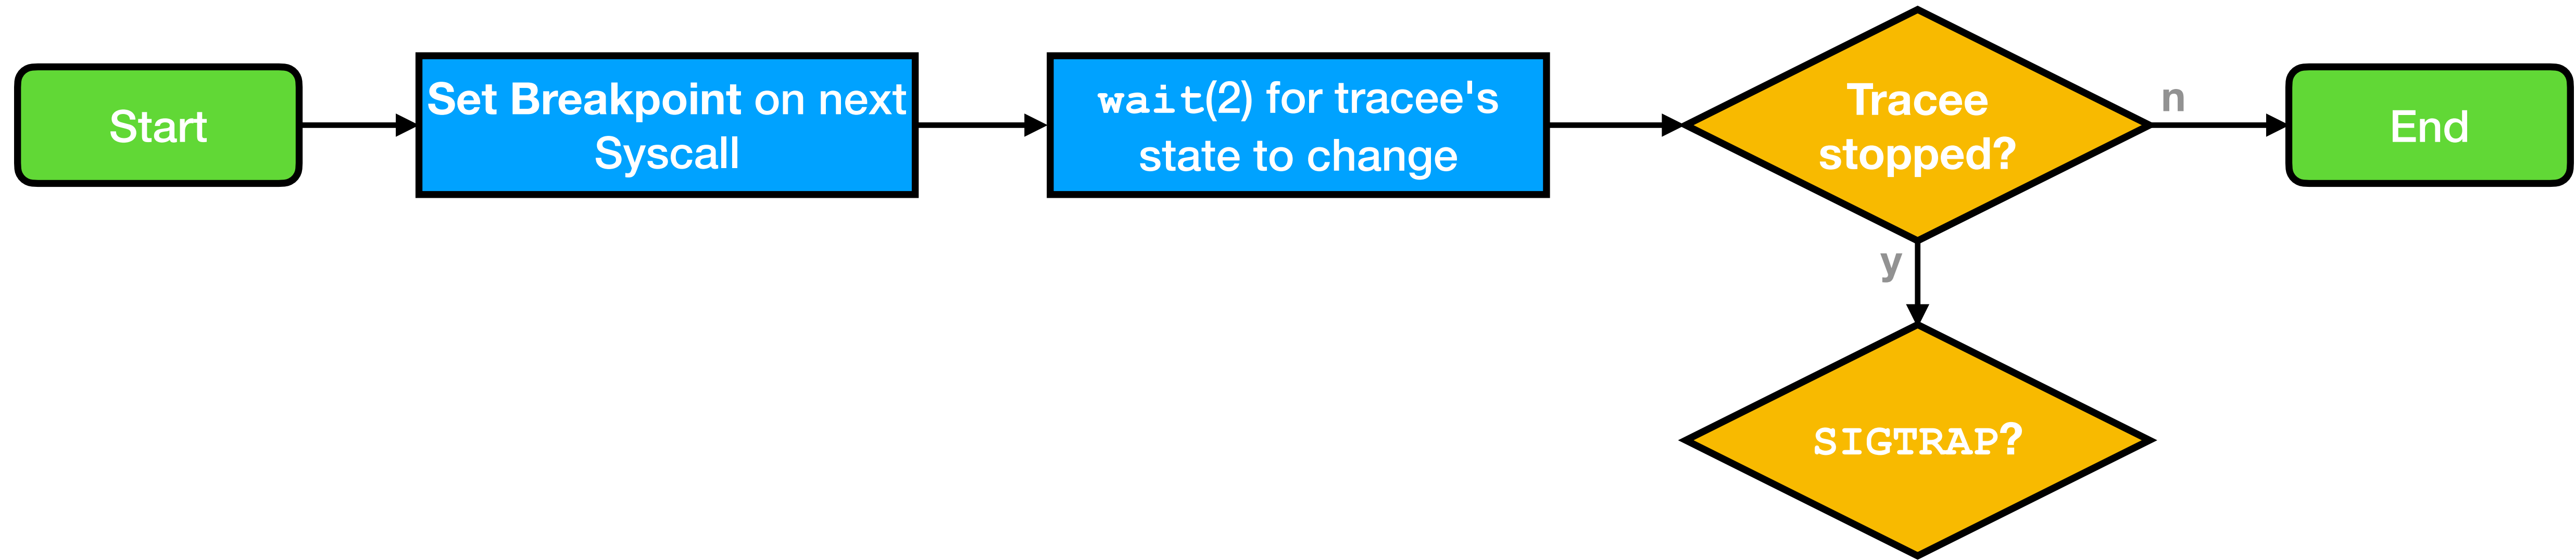 Start
Set Breakpoint on next
Syscall
wait(2) for tracee's
state to change
Tracee
stopped?
n
End
y
SIGTRAP?